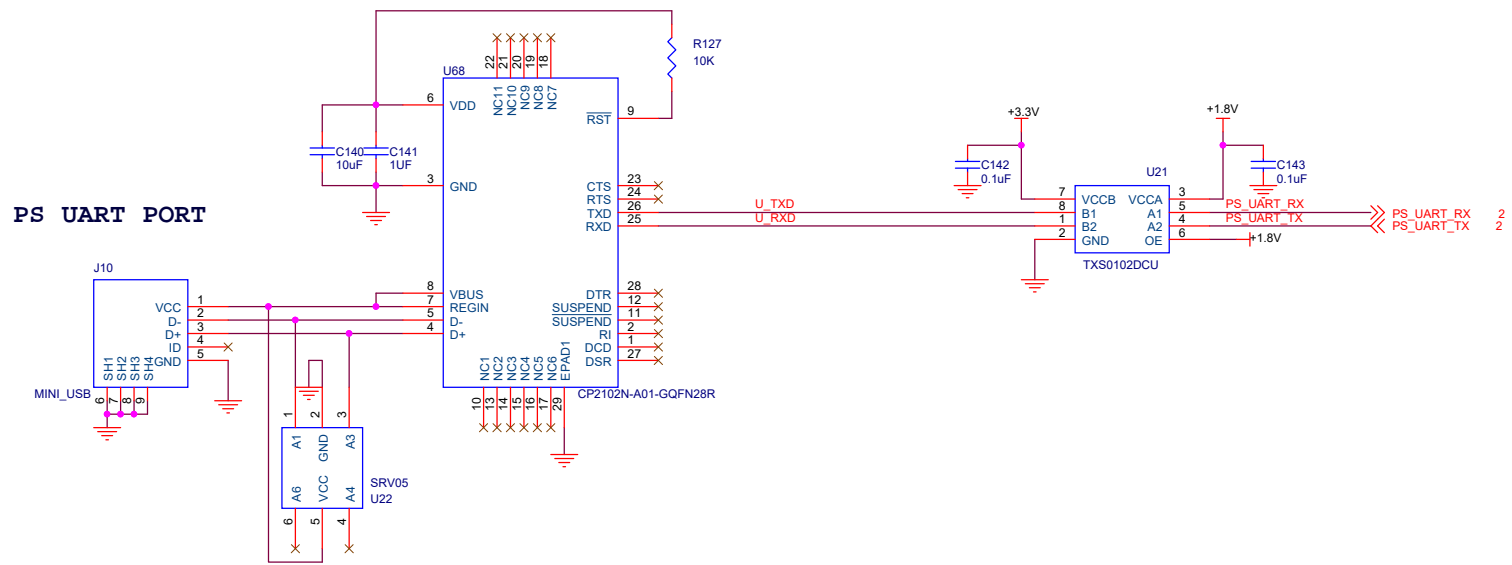 R127
10K
U68
22
21
20
19
18
NC11
NC10
NC9
NC8
NC7
6
VDD
RST
9
C140
10uF
C141
1UF
3
GND
CTS
23
RTS
24
TXD
26
RXD
25
U_TXD
U_RXD
+3.3V
+1.8V
C142
0.1uF
C143
0.1uF
U21
7
VCCB
VCCA
3
8
B1
A1
5
1
B2
A2
4
2
GND
OE
6
TXS0102DCU
PS_UART_RX
PS_UART_TX
+1.8V
PS_UART_RX 2
PS_UART_TX 2
PS UART PORT
J10
VCC
1
D-
2
D+
3
ID
4
GND
5
SH1
SH2
SH3
SH4
6
7
8
9
MINI_USB
8
VBUS
7
REGIN
5
D-
4
D+
DTR
28
SUSPEND
12
SUSPEND
11
RI
2
DCD
1
DSR
27
NC1
NC2
NC3
NC4
NC5
NC6
EPAD1
10
13
14
15
16
17
29
CP2102N-A01-GQFN28R
1
2
3
A1
GND
A3
A6
VCC
A4
6
5
4
SRV05
U22